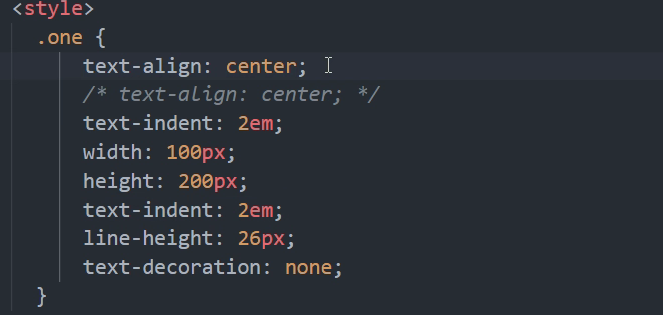 <style>
.one {
text-align: center;
/* text-align: center; */
text-indent: 2em;
width: 100px;
height: 200px;
text-indent: 2em;
line-height: 26px;
text-decoration: none;
}